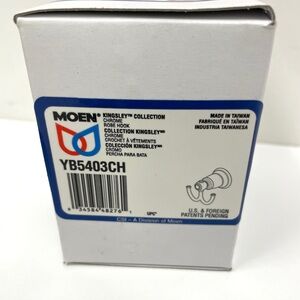 MOEN® KINGSLEY™ COLLECTION
CHROME
ROBE HOOK
COLLECTION KINGSLEY™
CHROME
CROCHET À VÊTEMENTS
COLECCIÓN KINGSLEY™
CROMO
PERCHA PARA BATA
MADE IN TAIWAN
FABRIQUÉ EN TAÏWAN
INDUSTRIA TAIWANESA
YB5403CH
UPC
U.S. & FOREIGN
PATENTS PENDING
CSI – A Division of Moen